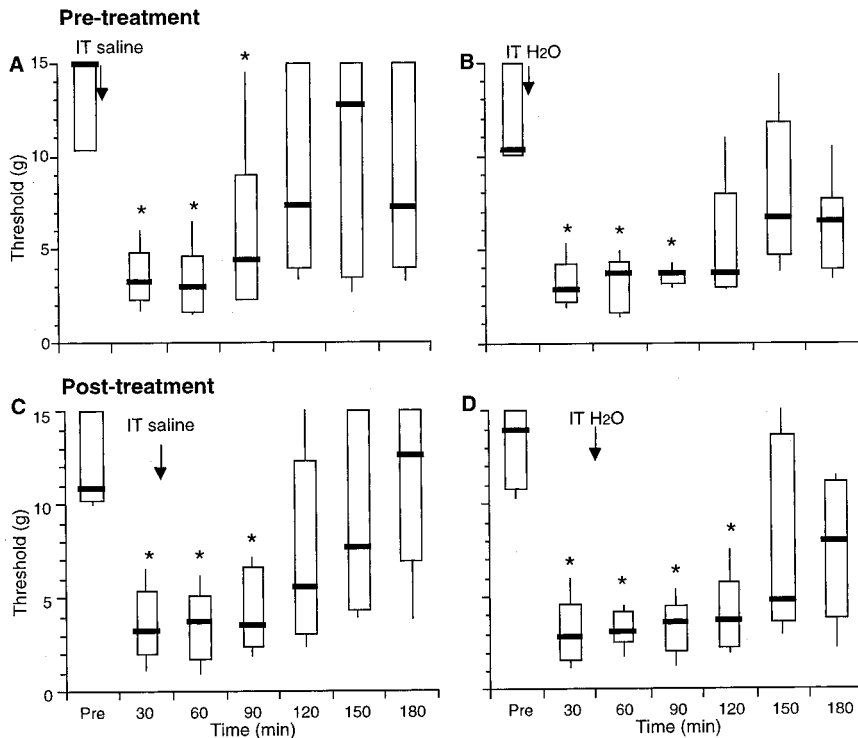 Pre-treatment
A
IT saline
B
IT H2O
Threshold (g)
15
10
5
0
* * *
* * *
Post-treatment
C
IT saline
D
IT H2O
Threshold (g)
15
10
5
0
* * *
* * * *
Pre 30 60 90 120 150 180
Time (min)
Pre 30 60 90 120 150 180
Time (min)